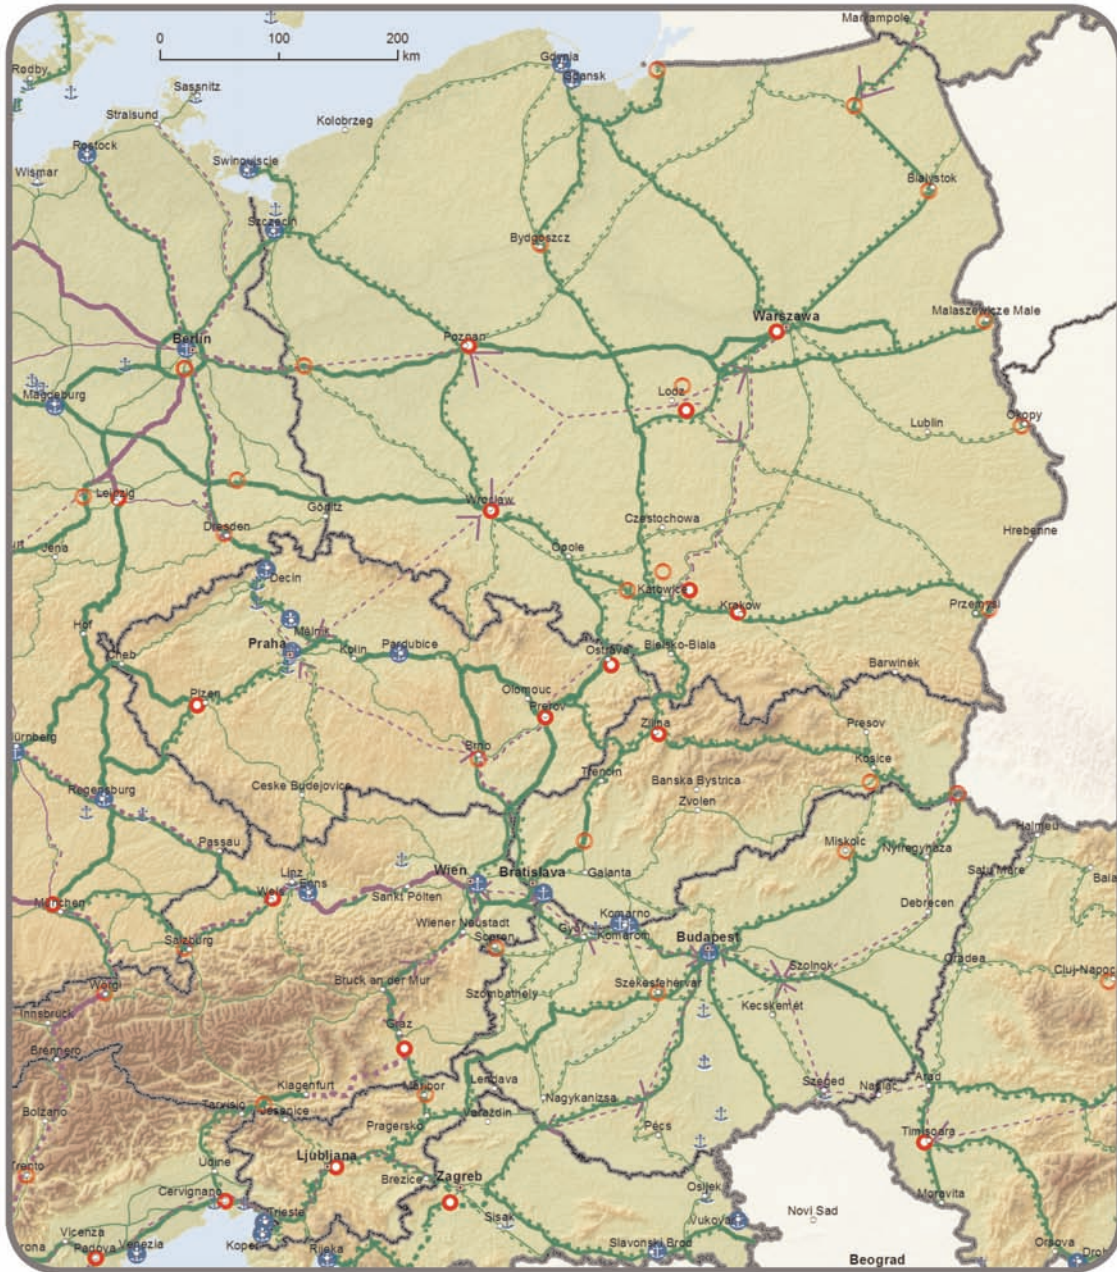 Mariampole
0 100 200
km
Gdynia
Gdansk
Rødby
Sassnitz
Stralsund
Kolobrzeg
Rostock
Swinoujscie
Wismar
Bialystok
Szczecin
Bydgoszcz
Malaszewicze Male
Warszawa
Berlin
Poznan
Magdeburg
Lodz
Okopy
Lublin
Leipzig
Wroclaw
Görlitz
Czestochowa
Dresden
Hrebenne
Jena
Opole
Decin
Katowice
Krakow
Przemysl
Hof
Melnik
Praha
Kolin
Pardubice
Bielsko-Biala
Cheb
Ostrava
Barwinek
Plzen
Olomouc
Prerov
Zilina
Presov
Nürnberg
Brno
Kosice
Trencin
Banska Bystrica
Regensburg
Ceske Budejovice
Zvolen
Halmeu
Passau
Miskolc
Nyiregyhaza
Linz
Wien
Bratislava
Satu Mare
Wels
Enns
Galanta
Sankt Pölten
Debrecen
München
Wiener Neustadt
Komarno
Györ
Komarom
Budapest
Salzburg
Sopron
Oradea
Szolnok
Cluj-Napoc
Wörgl
Bruck an der Mur
Szekesfehervar
Szombathely
Kecskemet
Innsbruck
Graz
Brennero
Klagenfurt
Maribor
Lendava
Szeged
Nadlac
Arad
Tarvisio
Jesenice
Nagykanizsa
Bolzano
Varazdin
Pragersko
Pécs
Timisoara
Ljubljana
Udine
Trento
Brezice
Zagreb
Cervignano
Osijek
Moravita
Trieste
Vukovar
Novi Sad
Sisak
Vicenza
Koper
Slavonski Brod
Orsova
Padova
Venezia
Rijeka
Beograd